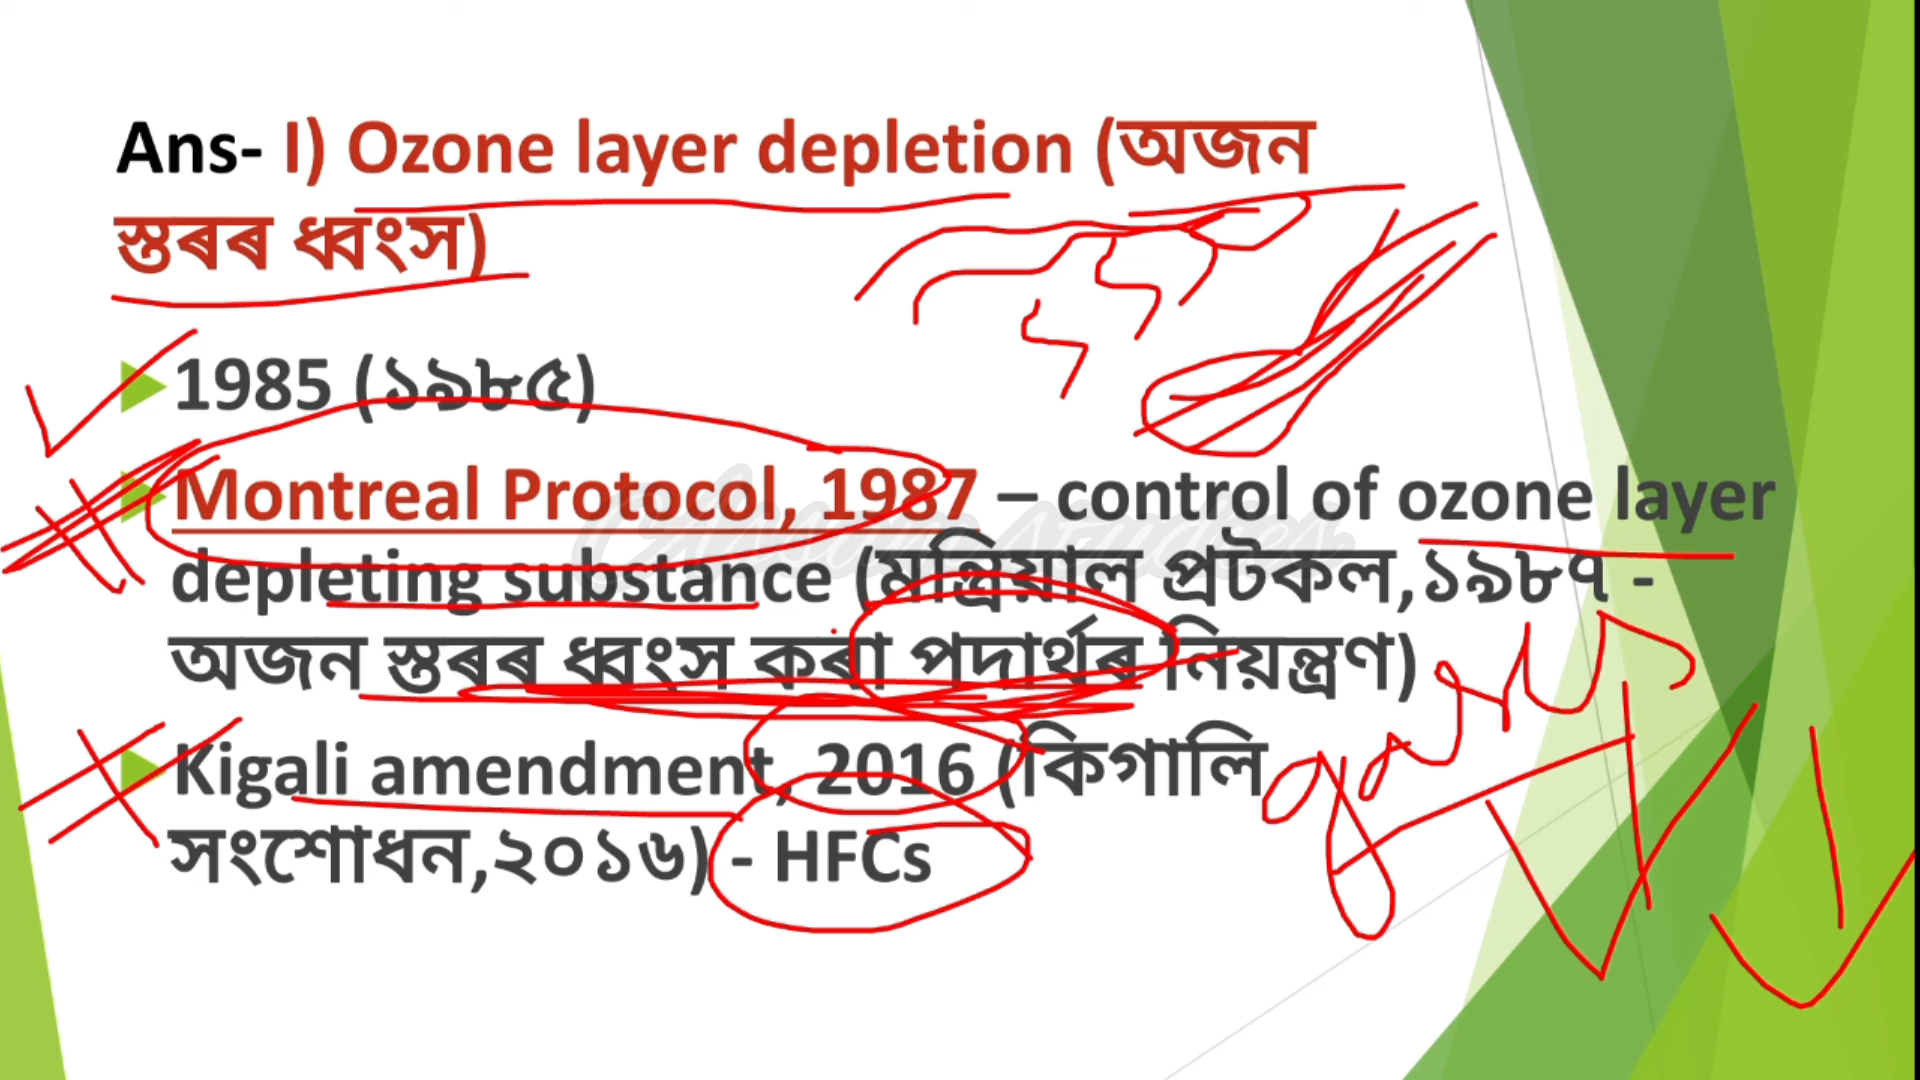 Ans- I) Ozone layer depletion (অজন
স্তৰৰ ধ্বংস)
1985 (১৯৮৫)
Montreal Protocol, 1987 – control of ozone layer
depleting substance (মন্ট্ৰিয়াল প্ৰটকল,১৯৮৭ -
অজন স্তৰৰ ধ্বংস কৰা পদাৰ্থৰ নিয়ন্ত্ৰণ)
Kigali amendment, 2016 (কিগালি
সংশোধন,২০১৬) - HFCs